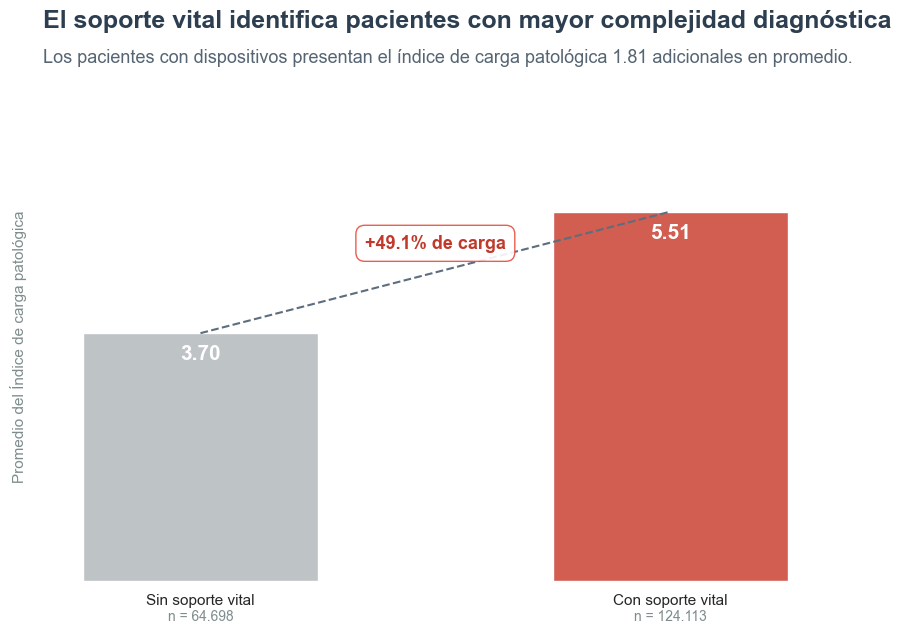 El soporte vital identifica pacientes con mayor complejidad diagnóstica
Los pacientes con dispositivos presentan el índice de carga patológica 1.81 adicionales en promedio.
Promedio del Índice de carga patológica
+49.1% de carga
5.51
3.70
Sin soporte vital
n = 64.698
Con soporte vital
n = 124.113